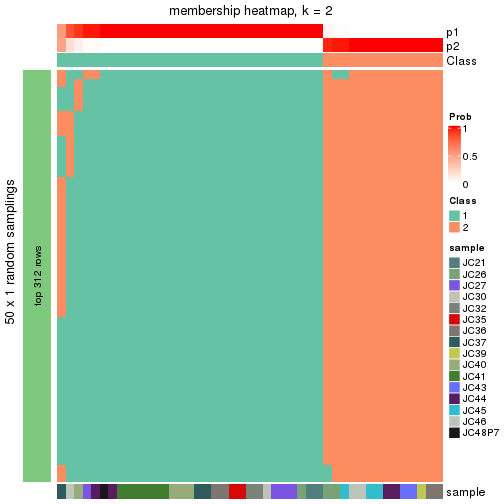 membership heatmap, k = 2
p1
p2
Class
50 x 1 random samplings
top 312 rows
Prob
1
0.5
0
Class
1
2
sample
JC21
JC26
JC27
JC30
JC32
JC35
JC36
JC37
JC39
JC40
JC41
JC43
JC44
JC45
JC46
JC48P7
sample